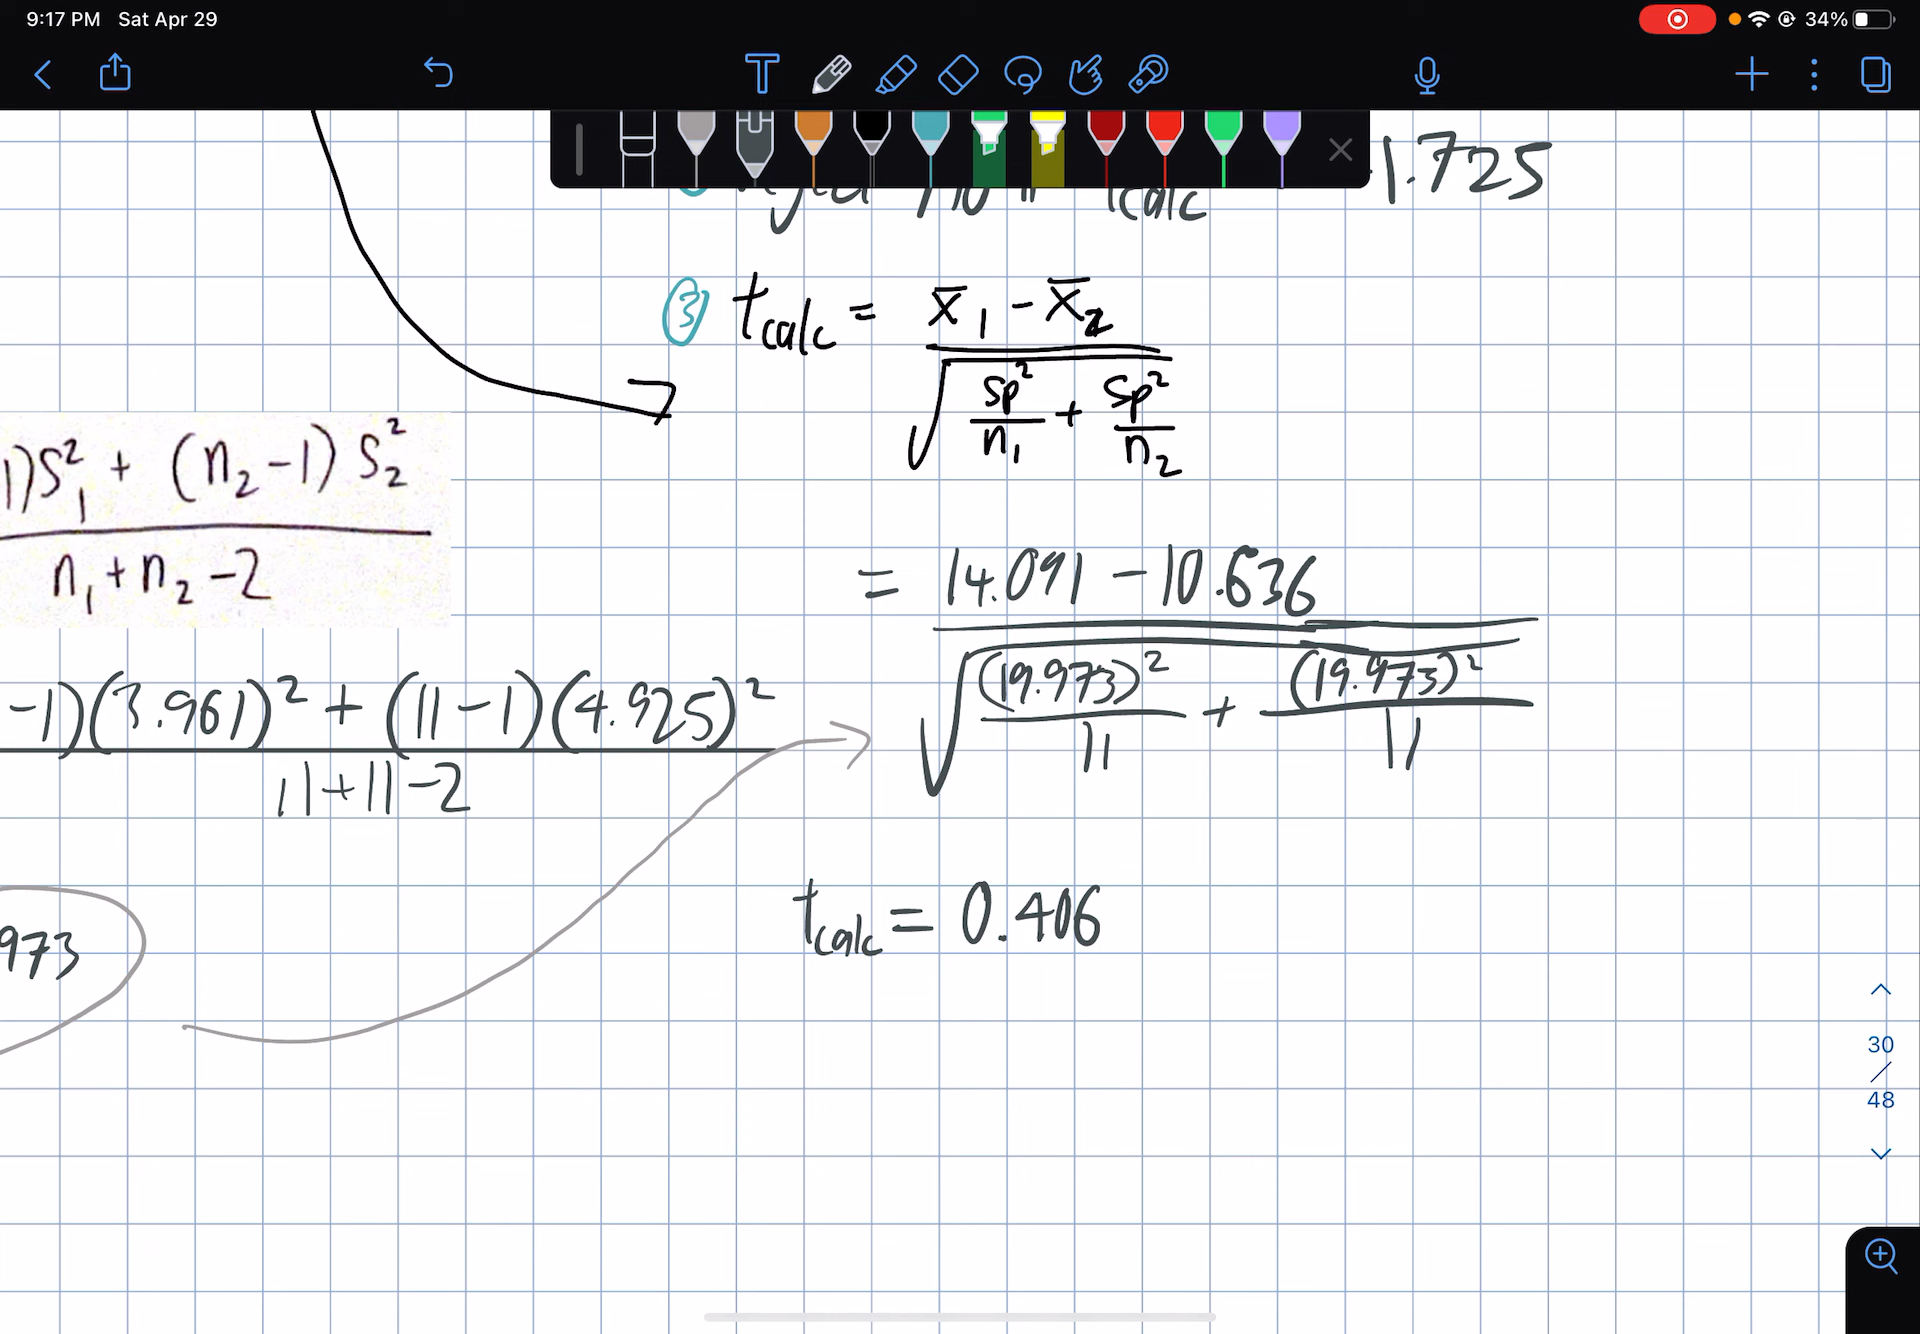 9:17 PM Sat Apr 29
34%
1.725
tcalc
③ tcalc = x̄₁ - x̄₂
√ sp²/n₁ + sp²/n₂
1)S₁² + (n₂-1) S₂²
n₁+n₂-2
= 14.091 - 10.636
√ (19.973)²/11 + (19.973)²/11
-1)(3.961)² + (11-1)(4.925)²
11+11-2
tcalc = 0.406
973
30
/
48